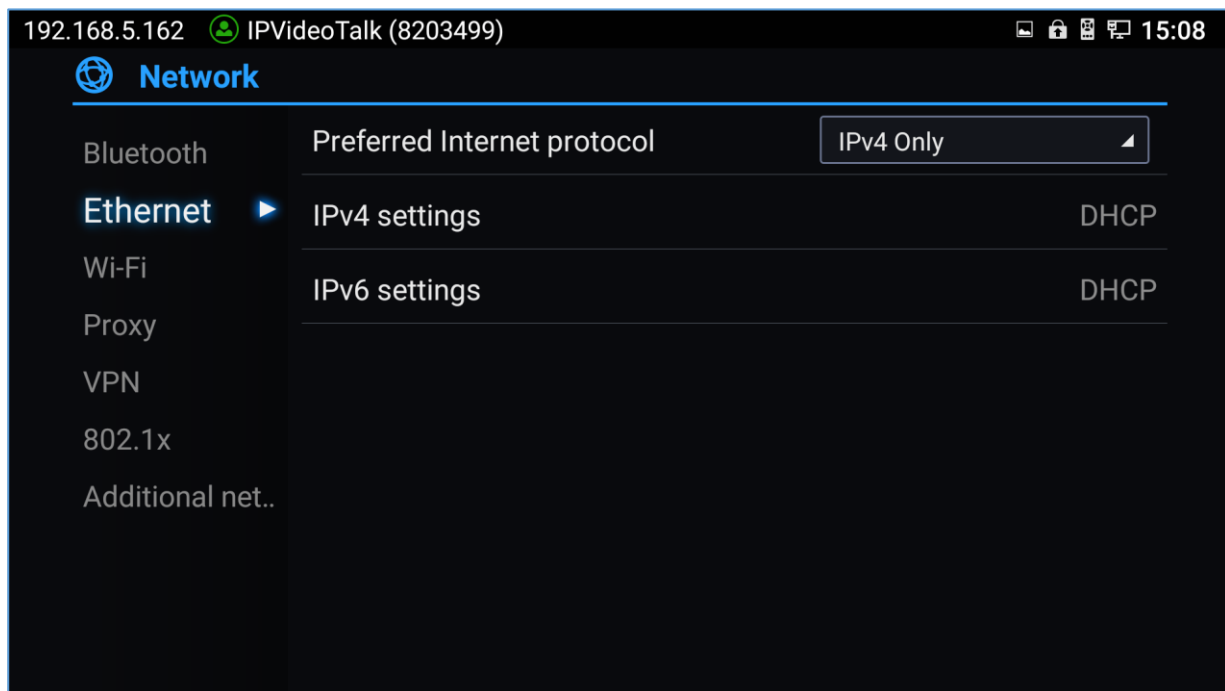 192.168.5.162 IPVideoTalk (8203499) 15:08
Network
Bluetooth
Ethernet
Wi-Fi
Proxy
VPN
802.1x
Additional net..
Preferred Internet protocol IPv4 Only
IPv4 settings DHCP
IPv6 settings DHCP